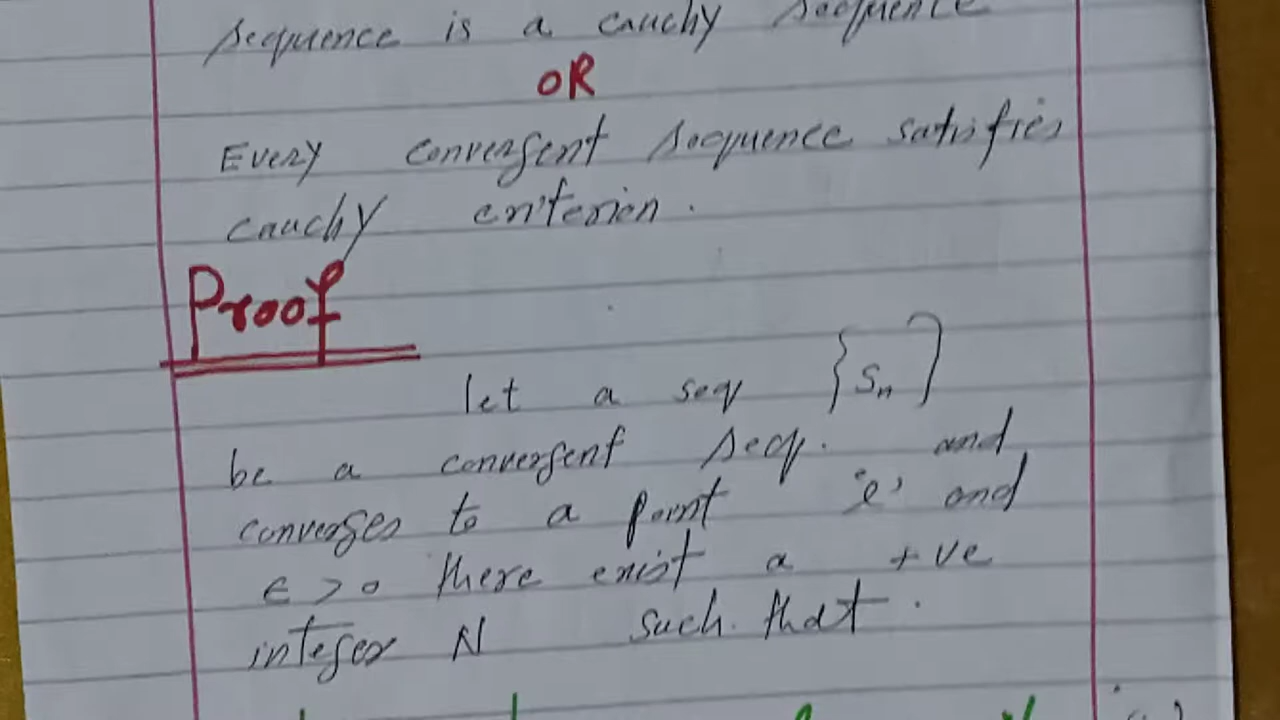 sequence is a cauchy sequence
OR
Every convergent sequence satisfies
cauchy criterion.
Proof
let a seq {Sn}
be a convergent seq. and
converges to a point 'l' and
ϵ > 0 there exist a +ve
integer N such that.